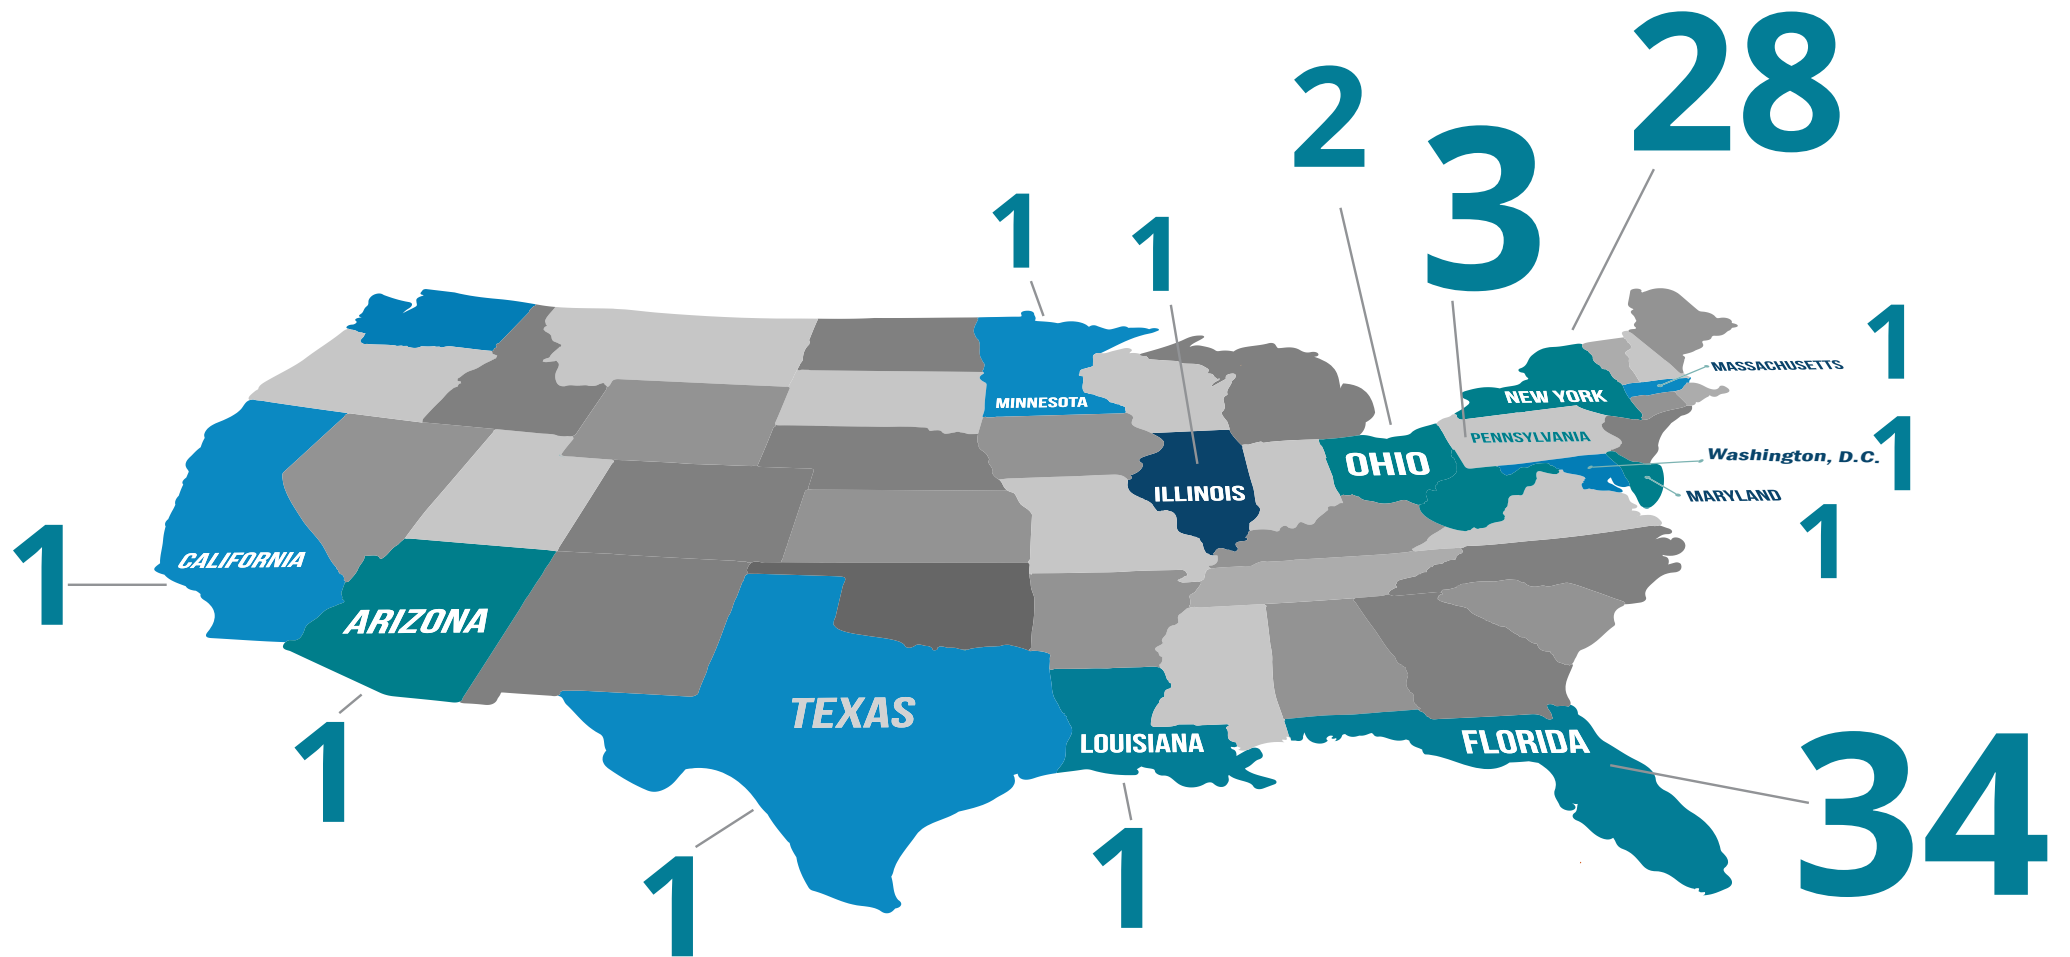 28
2
3
1
1
1
MASSACHUSETTS
MINNESOTA
NEW YORK
PENNSYLVANIA
OHIO
Washington, D.C.
1
ILLINOIS
MARYLAND
1
CALIFORNIA
1
ARIZONA
TEXAS
LOUISIANA
FLORIDA
34
1
1
1